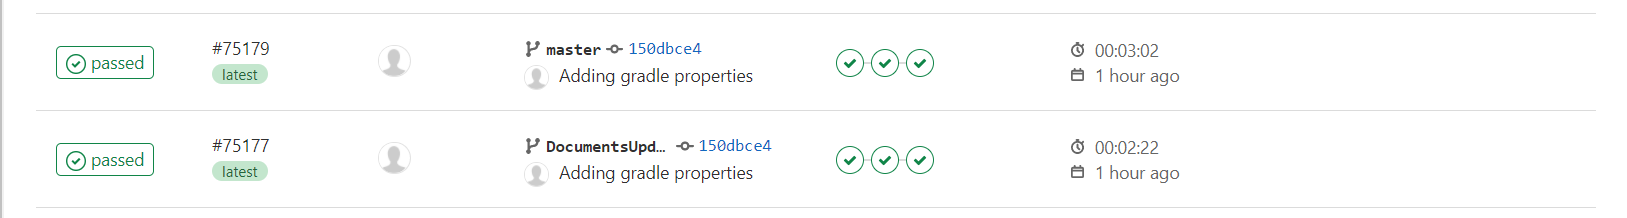 passed
#75179
latest
master 150dbce4
Adding gradle properties
00:03:02
1 hour ago
passed
#75177
latest
DocumentsUpd... 150dbce4
Adding gradle properties
00:02:22
1 hour ago